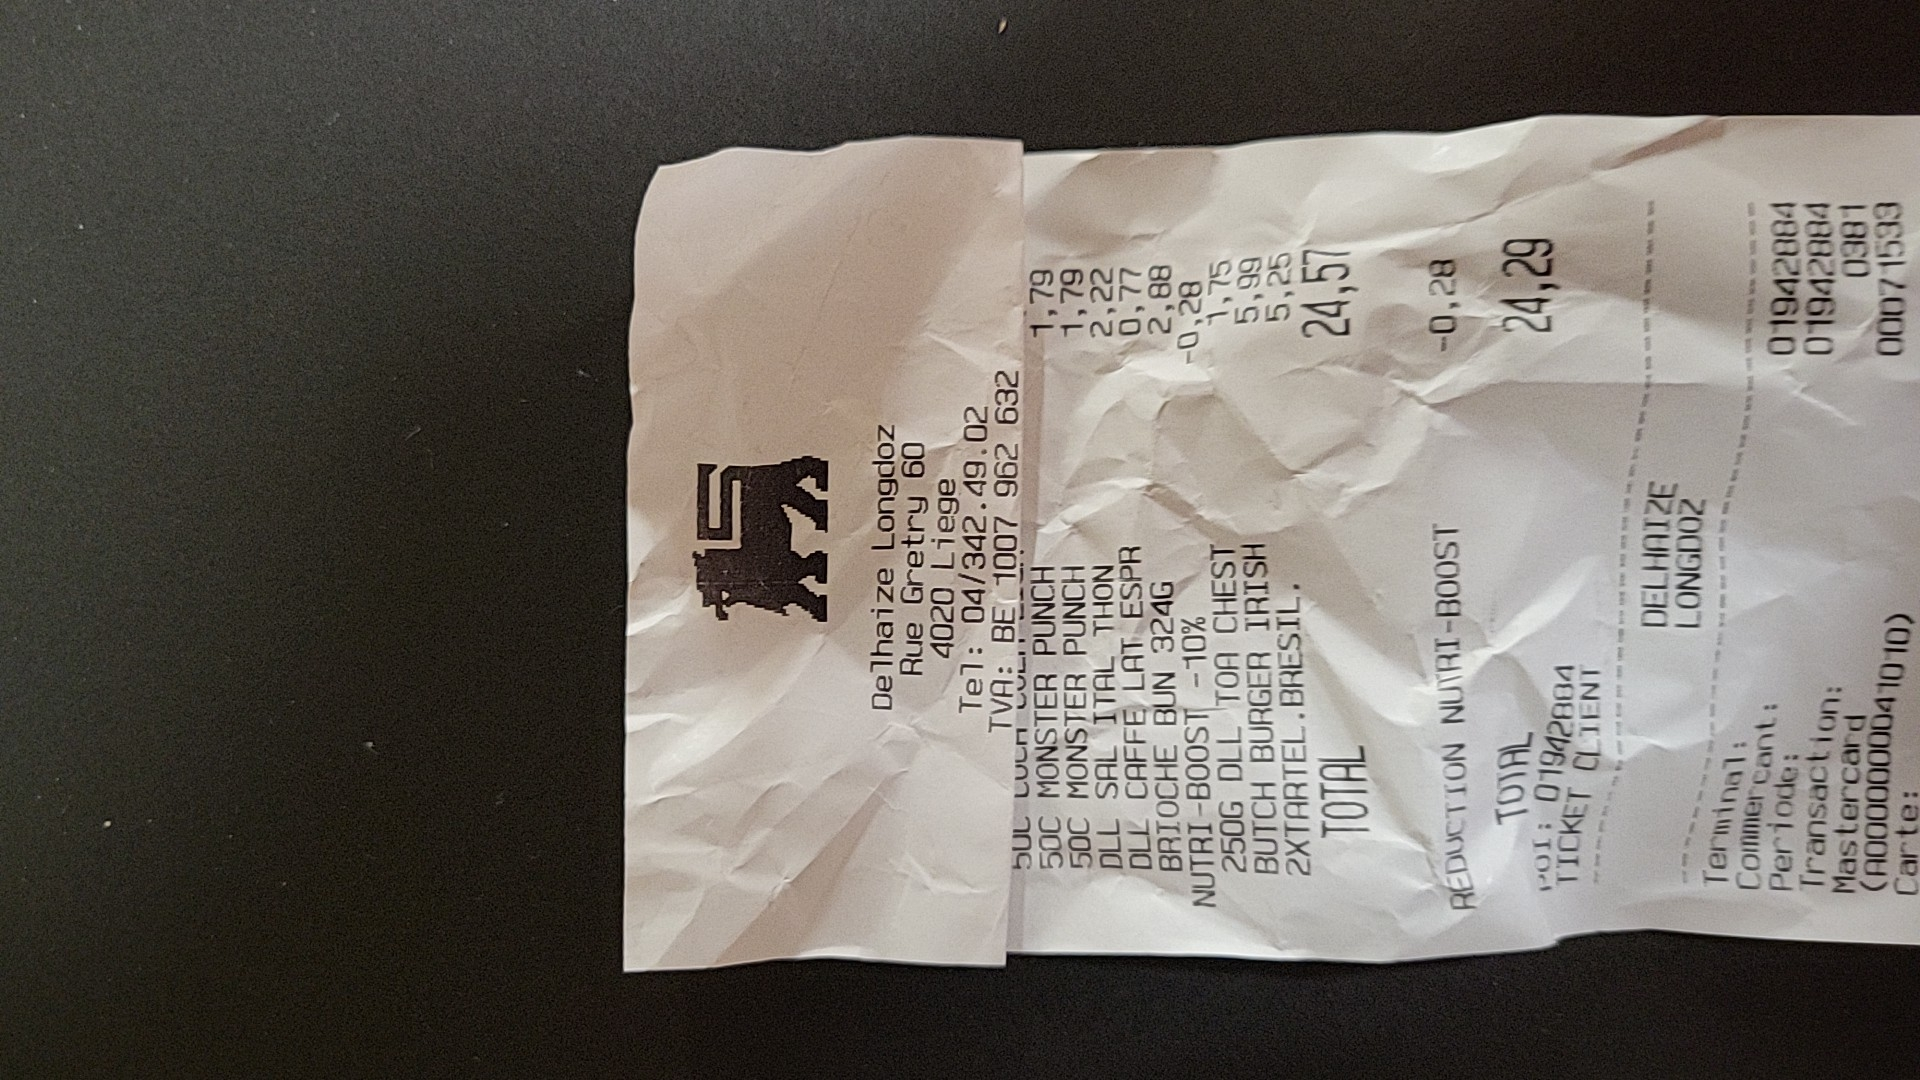 Delhaize Longdoz
Rue Gretry 60
4020 Liege
Tel: 04/342.49.02
TVA: BE 1007 962 632
50C
50C MONSTER PUNCH 1,79
50C MONSTER PUNCH 1,79
DLL SAL ITAL THON 2,22
DLL CAFFE LAT ESPR 0,77
BRIOCHE BUN 324G 2,88
NUTRI-BOOST -10% -0,28
250G DLL TOA CHEST 1,75
BUTCH BURGER IRISH 5,99
2XTARTEL.BRESIL. 5,25
TOTAL 24,57
REDUCTION NUTRI-BOOST -0,28
TOTAL 24,29
POI: 01942884
TICKET CLIENT
DELHAIZE
LONGDOZ
Terminal: 01942884
Commercant: 01942884
Periode: 0381
Transaction: 00071533
Mastercard
(A0000000041010)
Carte: